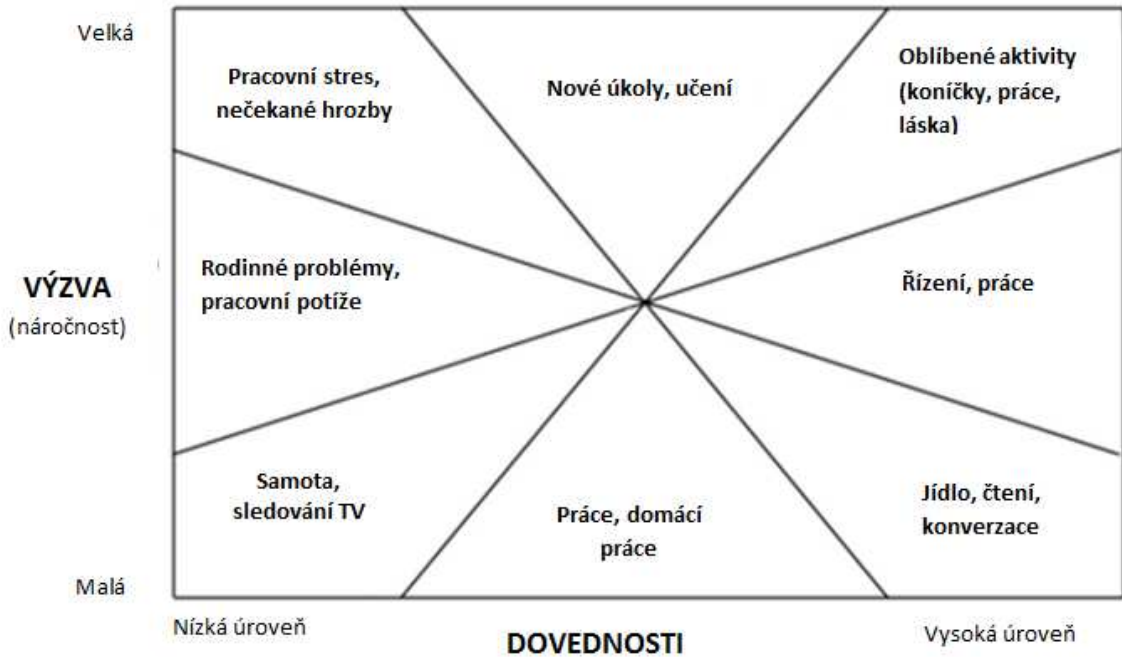 Velká
Pracovní stres,
nečekané hrozby
Nové úkoly, učení
Oblíbené aktivity
(koníčky, práce,
láska)
VÝZVA
(náročnost)
Rodinné problémy,
pracovní potíže
Řízení, práce
Samota,
sledování TV
Práce, domácí
práce
Jídlo, čtení,
konverzace
Malá
Nízká úroveň
DOVEDNOSTI
Vysoká úroveň